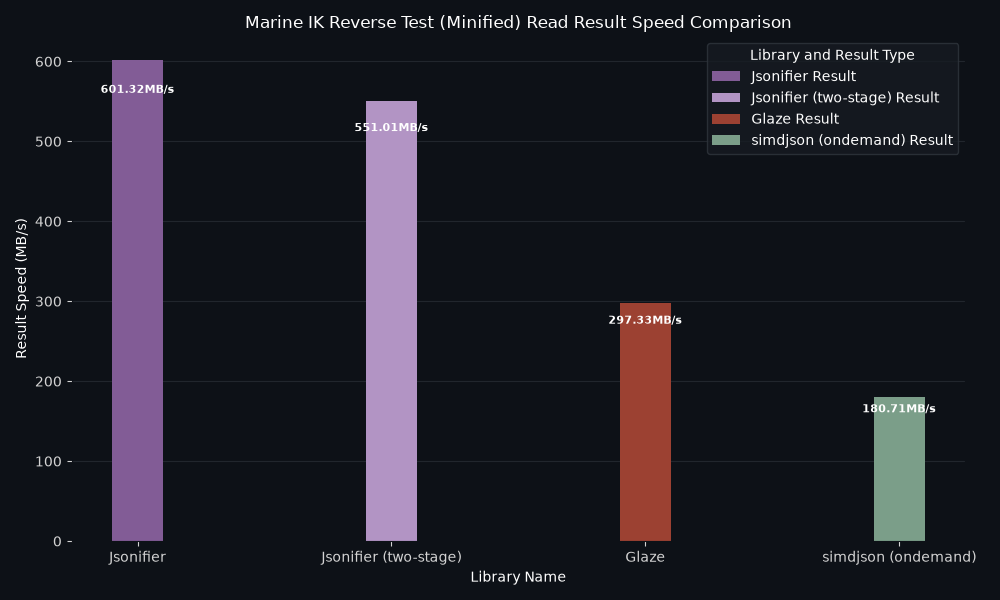 Marine IK Reverse Test (Minified) Read Result Speed Comparison
Library and Result Type
Jsonifier Result
Jsonifier (two-stage) Result
Glaze Result
simdjson (ondemand) Result
Result Speed (MB/s)
600
500
400
300
200
100
0
601.32MB/s
551.01MB/s
297.33MB/s
180.71MB/s
Jsonifier
Jsonifier (two-stage)
Glaze
simdjson (ondemand)
Library Name